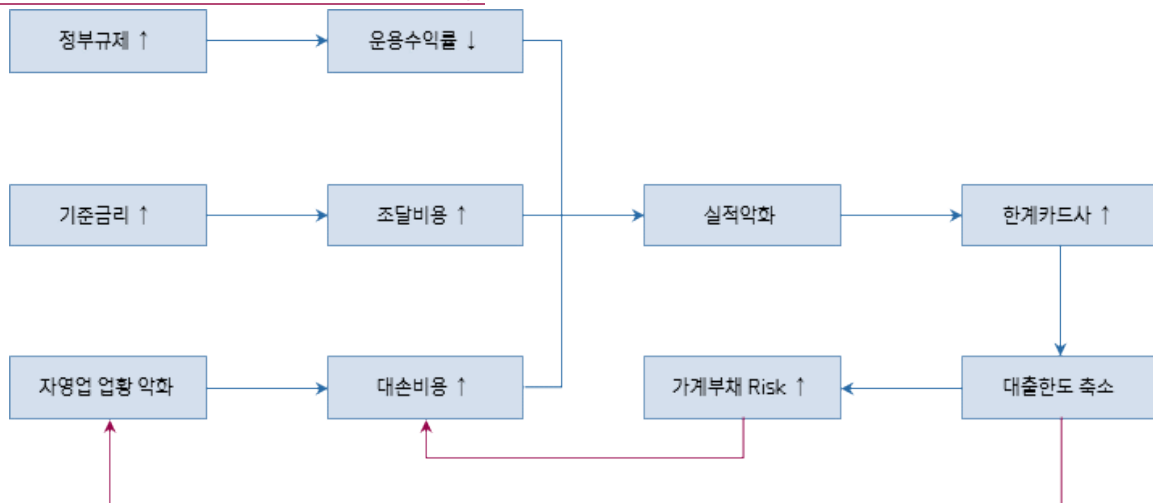 정부규제 ↑
운용수익률 ↓
기준금리 ↑
조달비용 ↑
실적악화
한계카드사 ↑
자영업 업황 악화
대손비용 ↑
가계부채 Risk ↑
대출한도 축소